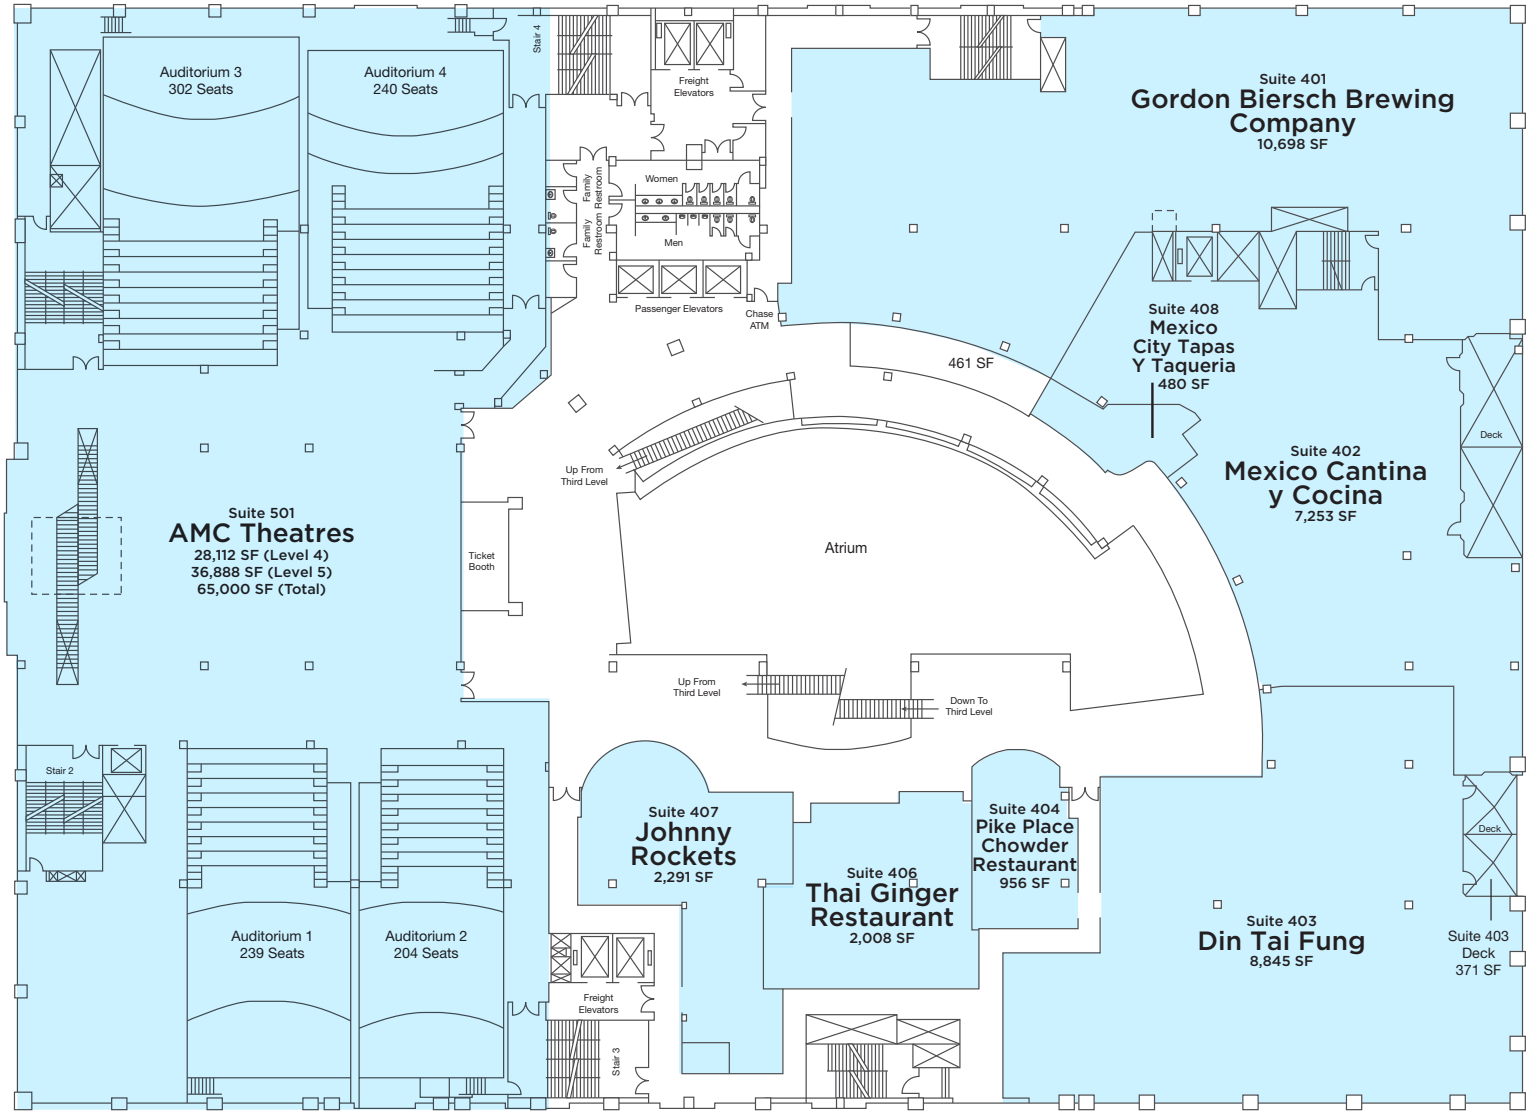 Auditorium 3
302 Seats
Auditorium 4
240 Seats
Stair 4
Freight
Elevators
Suite 401
Gordon Biersch Brewing
Company
10,698 SF
Family
Restroom
Family
Restroom
Women
Men
Passenger Elevators
Chase
ATM
461 SF
Suite 408
Mexico
City Tapas
Y Taqueria
480 SF
Deck
Suite 402
Mexico Cantina
y Cocina
7,253 SF
Up From
Third Level
Suite 501
AMC Theatres
28,112 SF (Level 4)
36,888 SF (Level 5)
65,000 SF (Total)
Ticket
Booth
Atrium
Up From
Third Level
Down To
Third Level
Stair 2
Suite 407
Johnny
Rockets
2,291 SF
Suite 404
Pike Place
Chowder
Restaurant
956 SF
Suite 406
Thai Ginger
Restaurant
2,008 SF
Deck
Suite 403
Din Tai Fung
8,845 SF
Suite 403
Deck
371 SF
Auditorium 1
239 Seats
Auditorium 2
204 Seats
Freight
Elevators
Stair 3